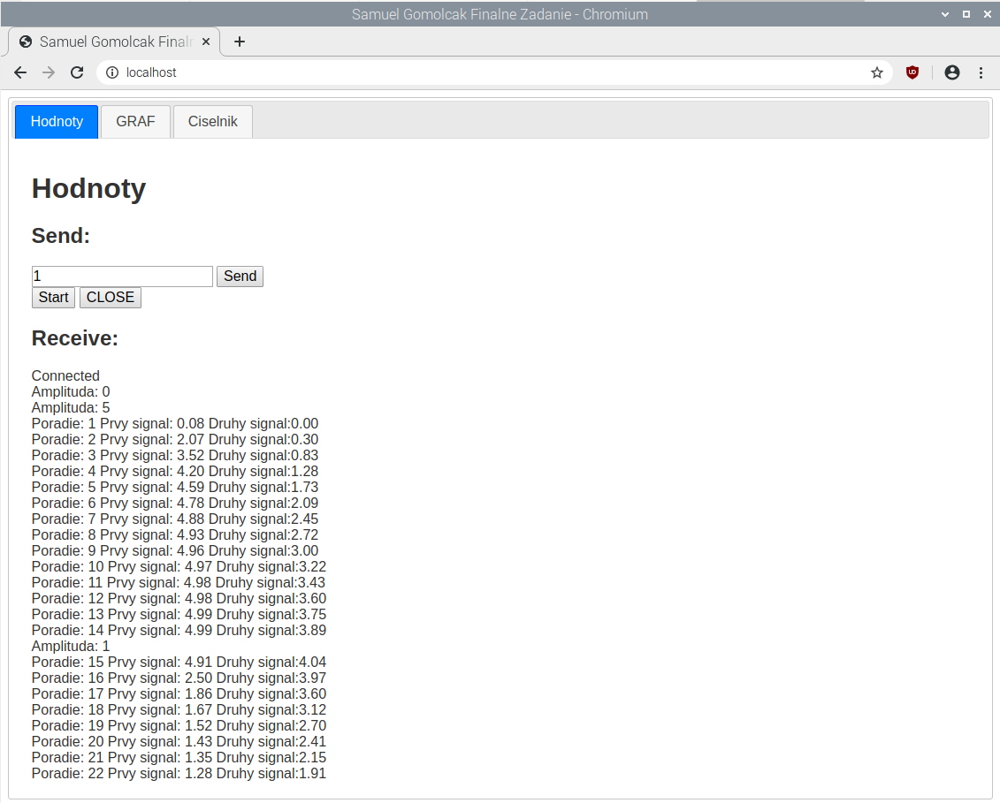 Samuel Gomolcak Finalne Zadanie - Chromium
Samuel Gomolcak Finaln
localhost
Hodnoty GRAF Ciselnik
Hodnoty
Send:
1 Send
Start CLOSE
Receive:
Connected
Amplituda: 0
Amplituda: 5
Poradie: 1 Prvy signal: 0.08 Druhy signal:0.00
Poradie: 2 Prvy signal: 2.07 Druhy signal:0.30
Poradie: 3 Prvy signal: 3.52 Druhy signal:0.83
Poradie: 4 Prvy signal: 4.20 Druhy signal:1.28
Poradie: 5 Prvy signal: 4.59 Druhy signal:1.73
Poradie: 6 Prvy signal: 4.78 Druhy signal:2.09
Poradie: 7 Prvy signal: 4.88 Druhy signal:2.45
Poradie: 8 Prvy signal: 4.93 Druhy signal:2.72
Poradie: 9 Prvy signal: 4.96 Druhy signal:3.00
Poradie: 10 Prvy signal: 4.97 Druhy signal:3.22
Poradie: 11 Prvy signal: 4.98 Druhy signal:3.43
Poradie: 12 Prvy signal: 4.98 Druhy signal:3.60
Poradie: 13 Prvy signal: 4.99 Druhy signal:3.75
Poradie: 14 Prvy signal: 4.99 Druhy signal:3.89
Amplituda: 1
Poradie: 15 Prvy signal: 4.91 Druhy signal:4.04
Poradie: 16 Prvy signal: 2.50 Druhy signal:3.97
Poradie: 17 Prvy signal: 1.86 Druhy signal:3.60
Poradie: 18 Prvy signal: 1.67 Druhy signal:3.12
Poradie: 19 Prvy signal: 1.52 Druhy signal:2.70
Poradie: 20 Prvy signal: 1.43 Druhy signal:2.41
Poradie: 21 Prvy signal: 1.35 Druhy signal:2.15
Poradie: 22 Prvy signal: 1.28 Druhy signal:1.91